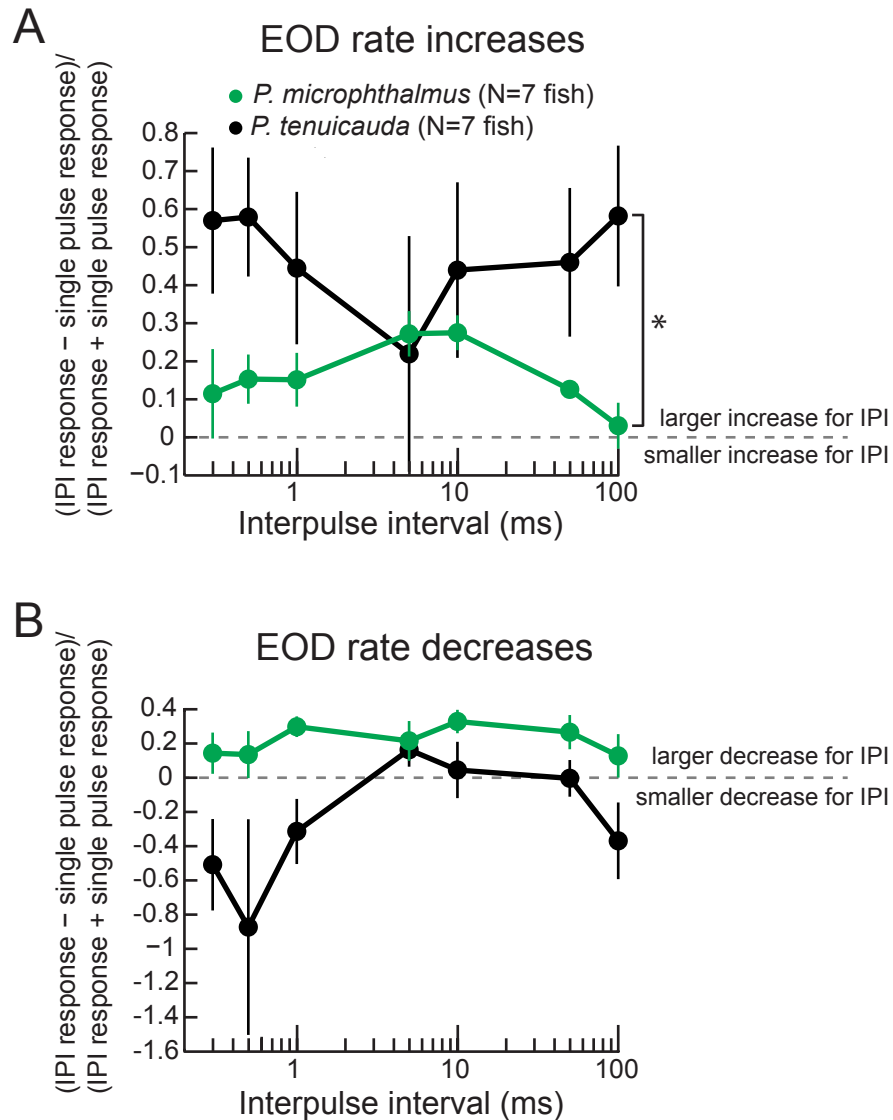 A
EOD rate increases
P. microphthalmus (N=7 fish)
P. tenuicauda (N=7 fish)
(IPI response − single pulse response)/
(IPI response + single pulse response)
0.8
0.7
0.6
0.5
0.4
0.3
0.2
0.1
0
−0.1
*
larger increase for IPI
smaller increase for IPI
1
10
100
Interpulse interval (ms)
B
EOD rate decreases
(IPI response − single pulse response)/
(IPI response + single pulse response)
0.4
0.2
0
-0.2
-0.4
-0.6
-0.8
−1
-1.2
-1.4
-1.6
larger decrease for IPI
smaller decrease for IPI
1
10
100
Interpulse interval (ms)